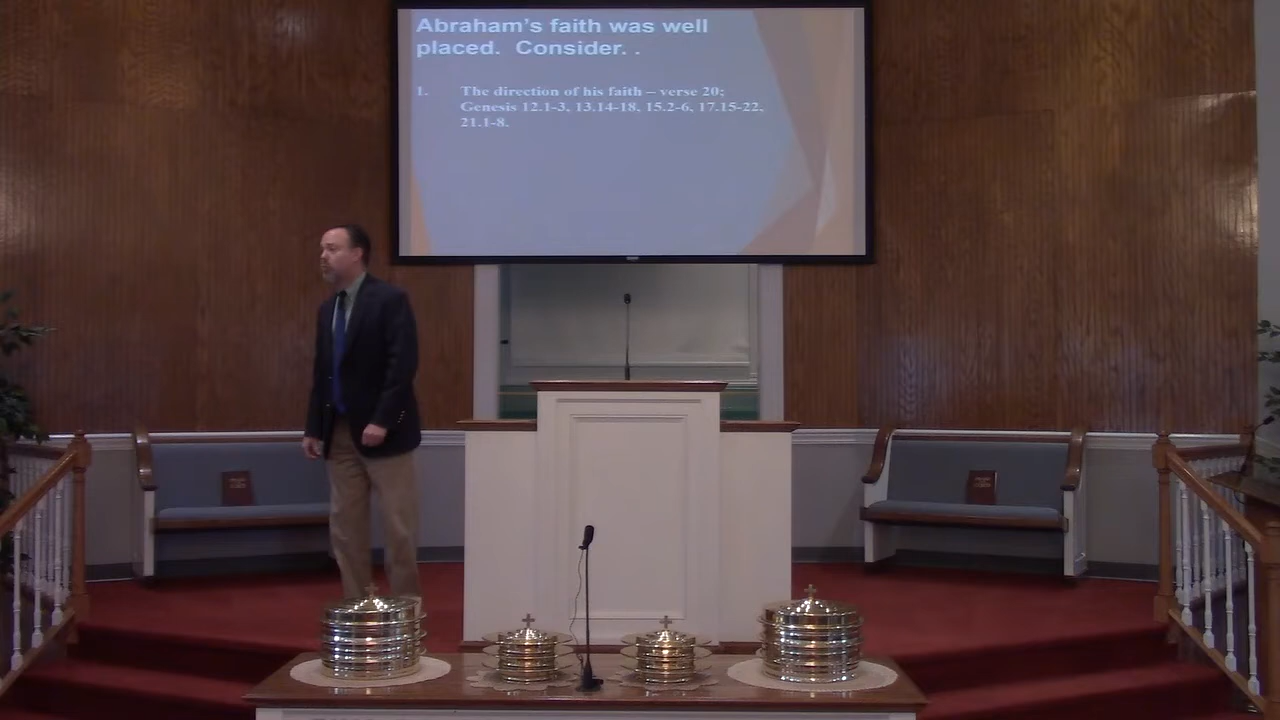 Abraham's faith was well
placed. Consider. .
1. The direction of his faith – verse 20;
Genesis 12.1-3, 13.14-18, 15.2-6, 17.15-22,
21.1-8.